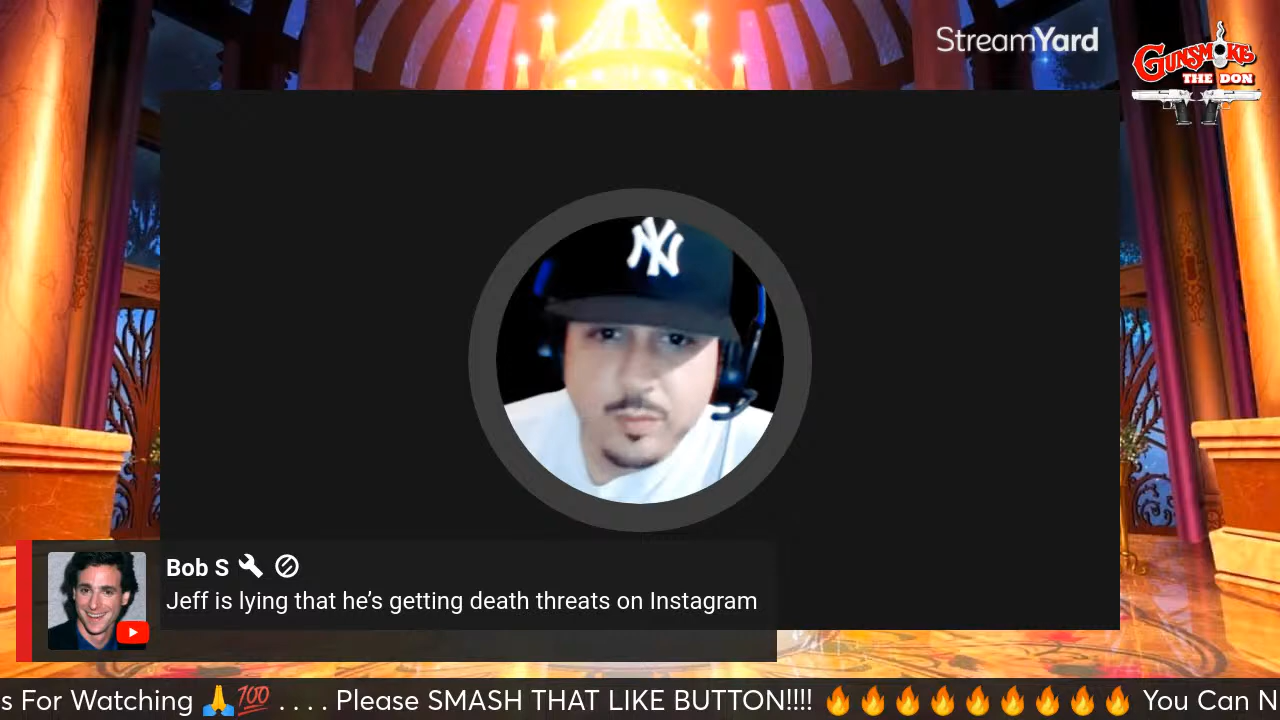 StreamYard
GUNSMOKE
THE DON
NY
Bob S
Jeff is lying that he’s getting death threats on Instagram
s For Watching 🙏💯 . . . . Please SMASH THAT LIKE BUTTON!!!! 🔥🔥🔥🔥🔥🔥🔥🔥🔥 You Can N